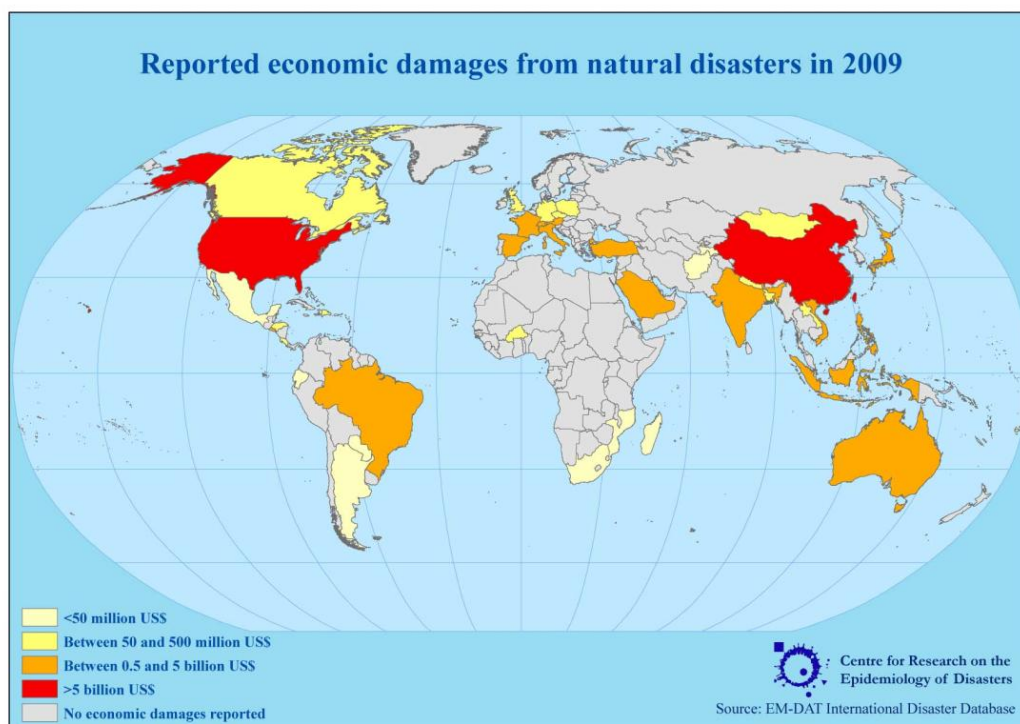 Reported economic damages from natural disasters in 2009
<50 million US$
Between 50 and 500 million US$
Between 0.5 and 5 billion US$
>5 billion US$
No economic damages reported
Centre for Research on the
Epidemiology of Disasters
Source: EM-DAT International Disaster Database